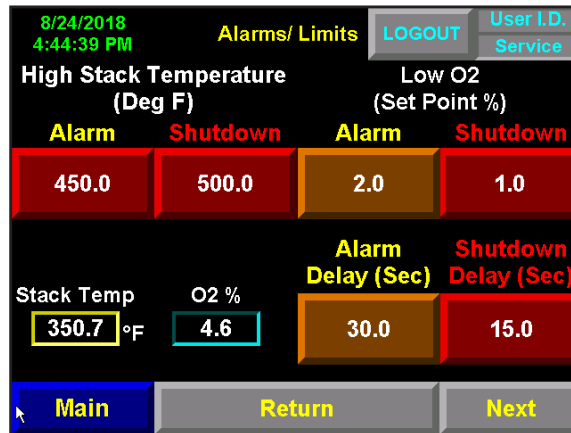 8/24/2018
4:44:39 PM
Alarms/ Limits
LOGOUT
User I.D.
Service
High Stack Temperature
(Deg F)
Low O2
(Set Point %)
Alarm
Shutdown
Alarm
Shutdown
450.0
500.0
2.0
1.0
Alarm
Delay (Sec)
Shutdown
Delay (Sec)
Stack Temp
O2 %
350.7 °F
4.6
30.0
15.0
Main
Return
Next